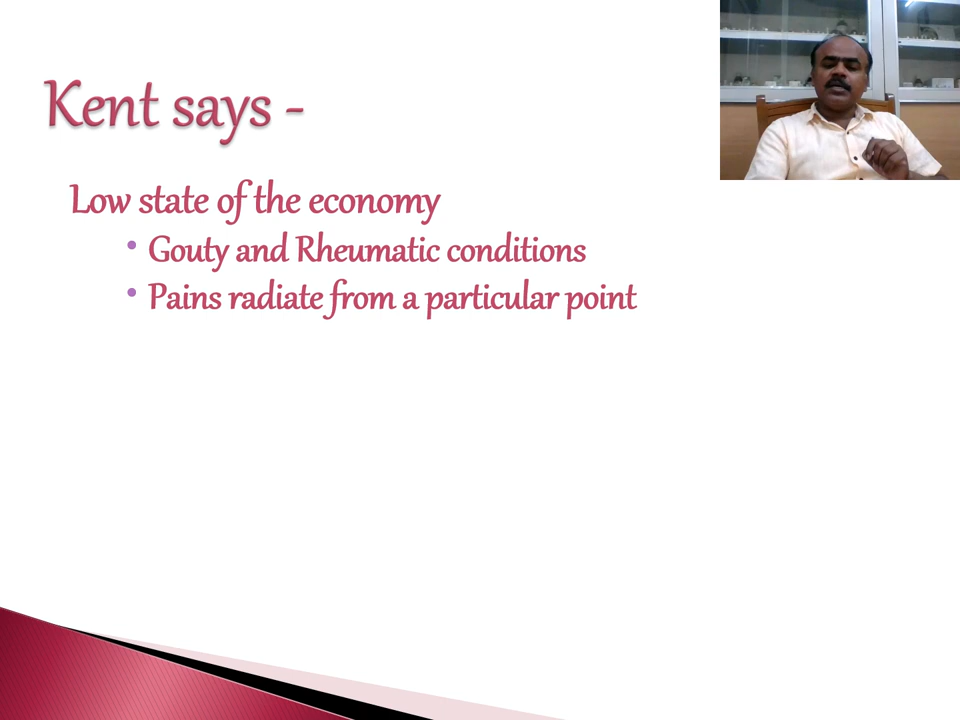 Kent says -
Low state of the economy
• Gouty and Rheumatic conditions
• Pains radiate from a particular point